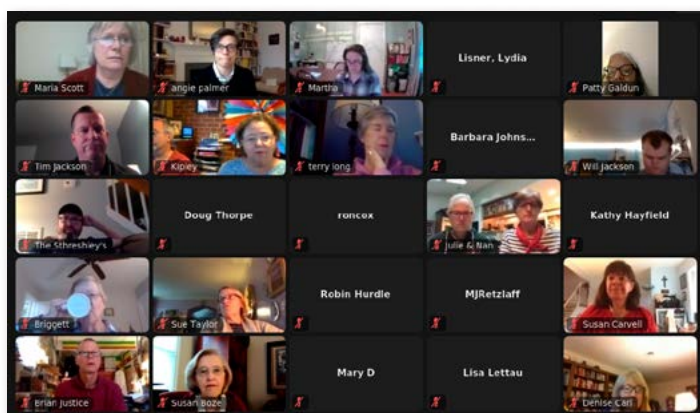 Maria Scott
angie palmer
Martha
Lisner, Lydia
Patty Galdun
Tim Jackson
Kipley
terry long
Barbara Johns...
Will Jackson
The Sthreshley's
Doug Thorpe
roncox
Julie & Nan
Kathy Hayfield
Briggett
Sue Taylor
Robin Hurdle
MJRetzlaff
Susan Carvell
Brian Justice
Susan Boze
Mary D
Lisa Lettau
Denise Carl